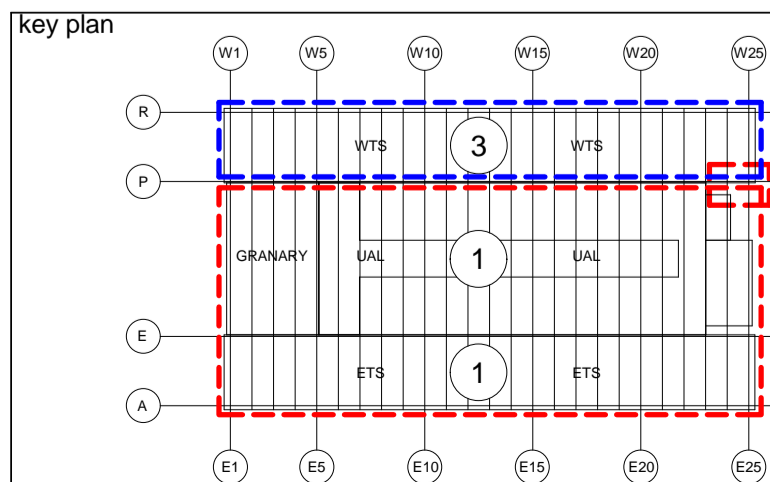 key plan
W1 W5 W10 W15 W20 W25
R
WTS 3 WTS
P
GRANARY UAL 1 UAL
E
ETS 1 ETS
A
E1 E5 E10 E15 E20 E25